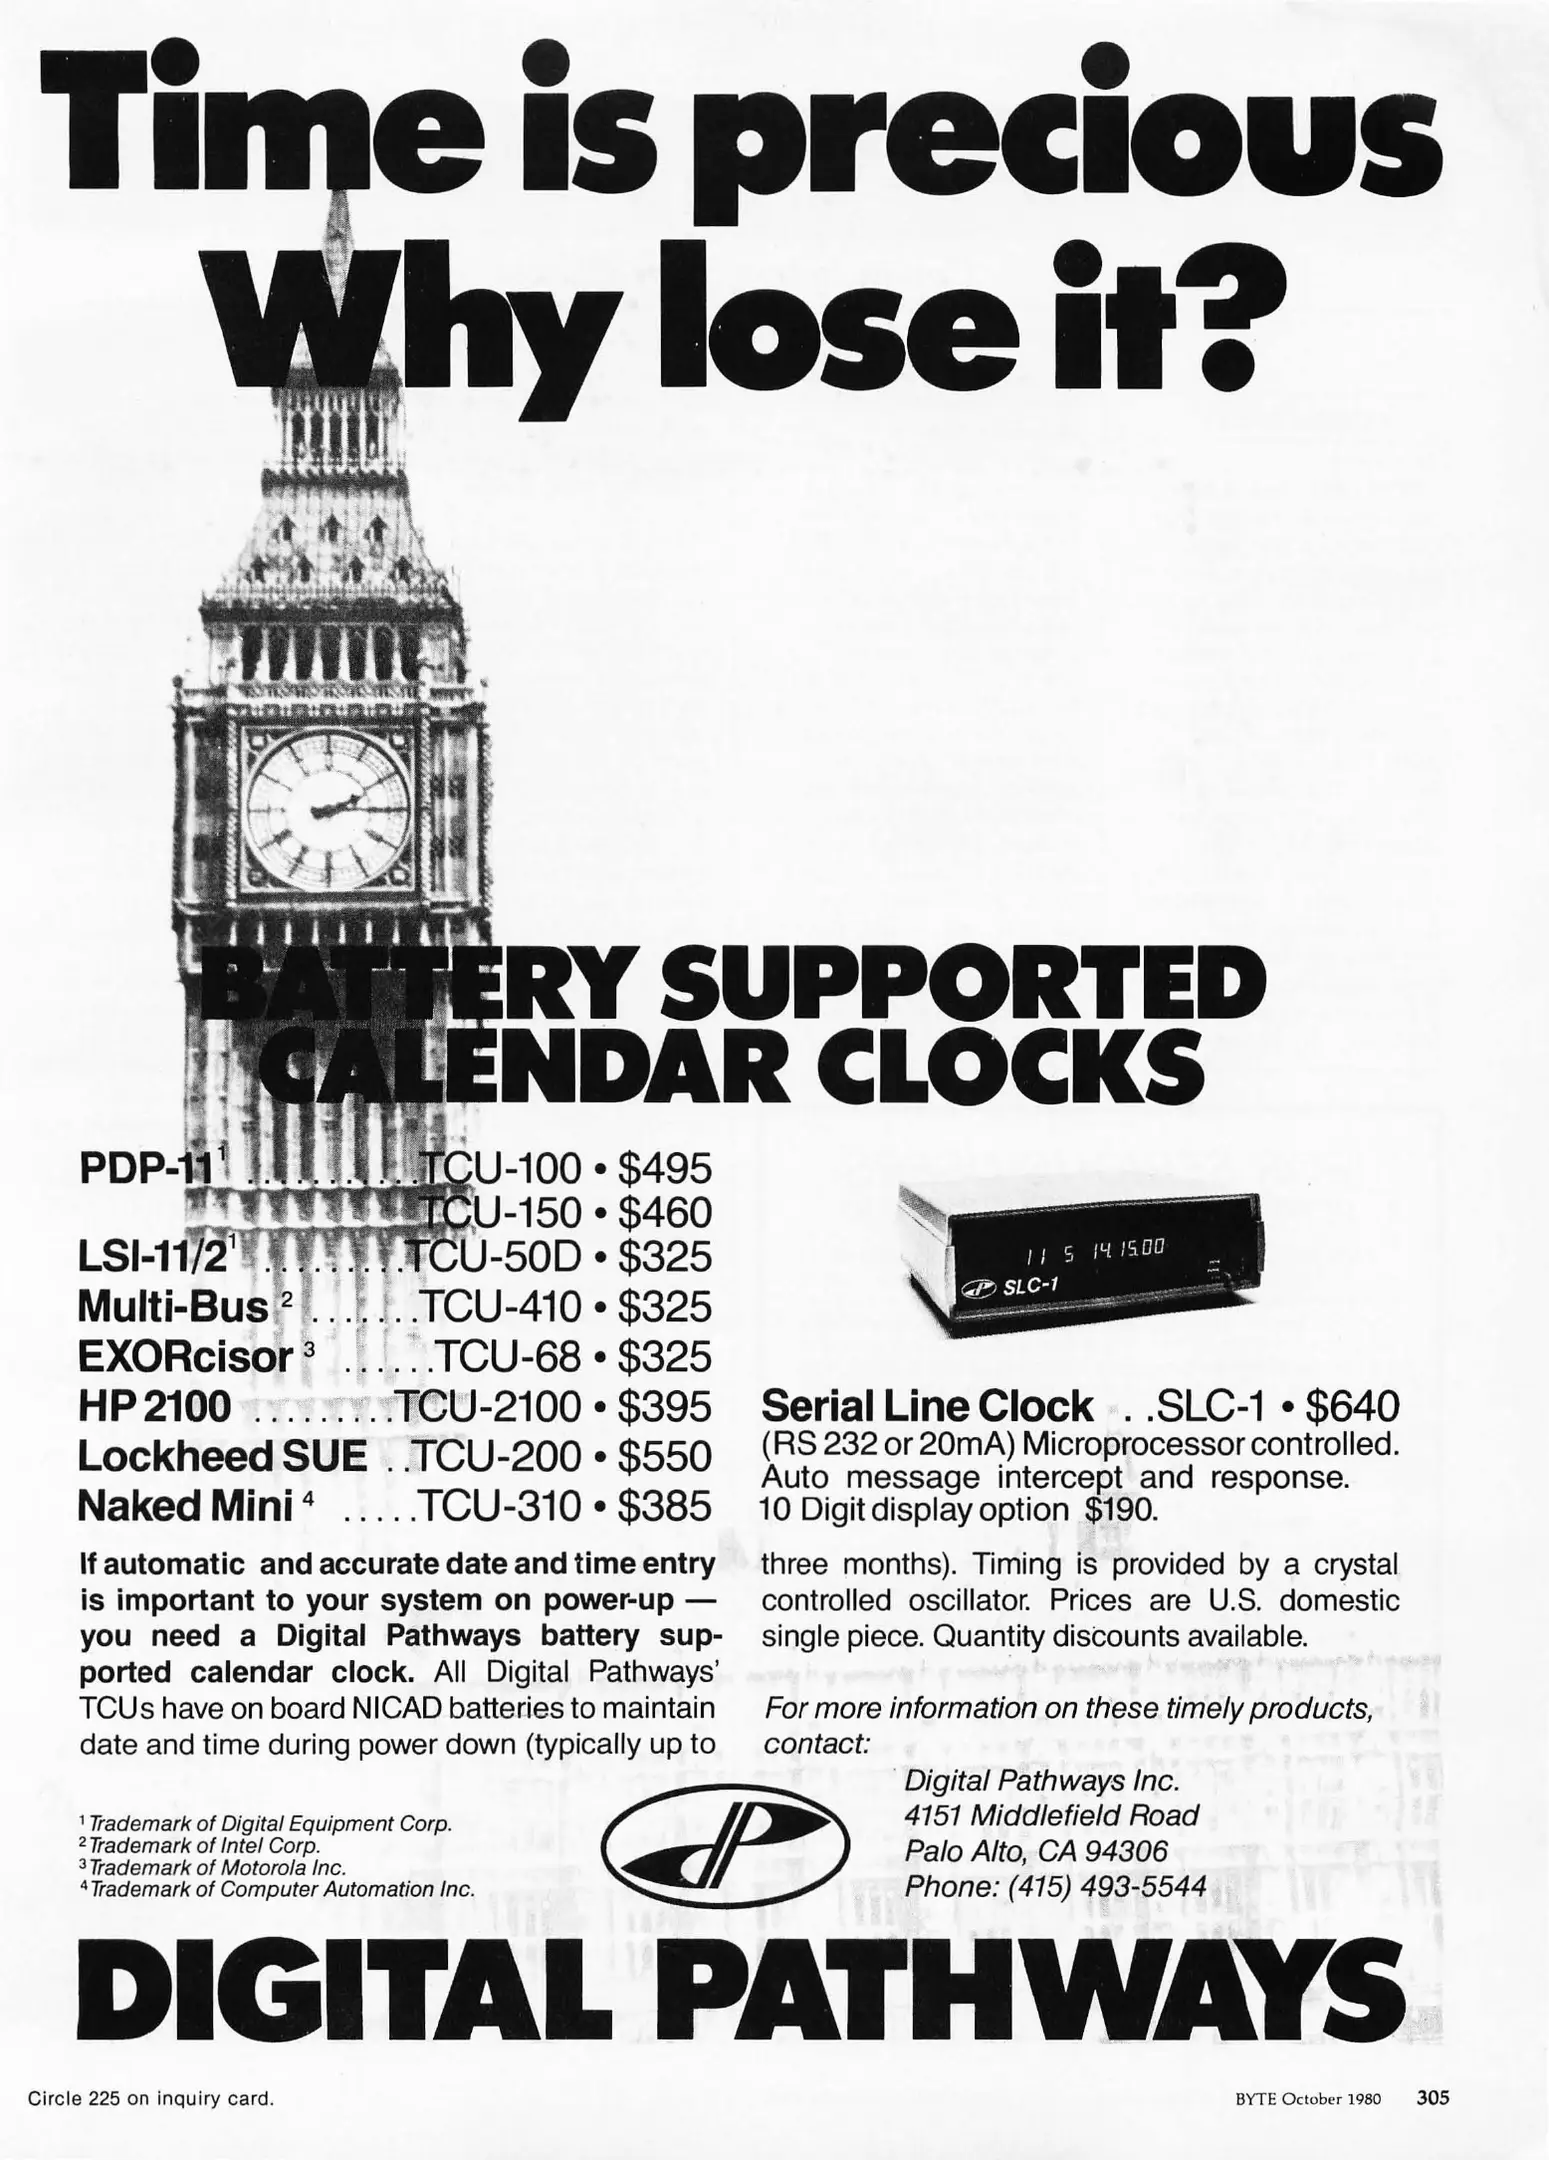 Time is precious
Why lose it?
BATTERY SUPPORTED
CALENDAR CLOCKS
PDP-11¹ ..........TCU-100 • $495
TCU-150 • $460
LSI-11/2¹ .........TCU-50D • $325
Multi-Bus ² .......TCU-410 • $325
EXORcisor ³ ......TCU-68 • $325
HP 2100 .........TCU-2100 • $395
Lockheed SUE ..TCU-200 • $550
Naked Mini ⁴ .....TCU-310 • $385
11 5 14 15.00
dP SLC-1
Serial Line Clock ..SLC-1 • $640
(RS 232 or 20mA) Microprocessor controlled.
Auto message intercept and response.
10 Digit display option $190.
If automatic and accurate date and time entry
is important to your system on power-up —
you need a Digital Pathways battery sup-
ported calendar clock. All Digital Pathways'
TCUs have on board NICAD batteries to maintain
date and time during power down (typically up to
three months). Timing is provided by a crystal
controlled oscillator. Prices are U.S. domestic
single piece. Quantity discounts available.
For more information on these timely products,
contact:
Digital Pathways Inc.
4151 Middlefield Road
Palo Alto, CA 94306
Phone: (415) 493-5544
¹ Trademark of Digital Equipment Corp.
² Trademark of Intel Corp.
³ Trademark of Motorola Inc.
⁴ Trademark of Computer Automation Inc.
dP
DIGITAL PATHWAYS
Circle 225 on inquiry card.
BYTE October 1980 305